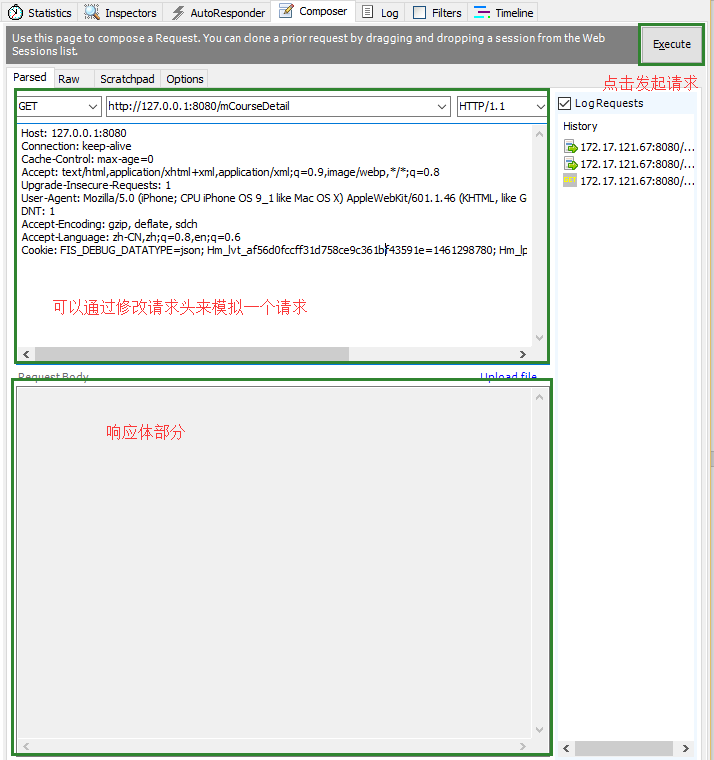 Statistics Inspectors AutoResponder Composer Log Filters Timeline
Use this page to compose a Request. You can clone a prior request by dragging and dropping a session from the Web
Sessions list.
Execute
Parsed Raw Scratchpad Options
点击发起请求
GET http://127.0.0.1:8080/mCourseDetail HTTP/1.1
Log Requests
History
172.17.121.67:8080/...
172.17.121.67:8080/...
172.17.121.67:8080/...
Host: 127.0.0.1:8080
Connection: keep-alive
Cache-Control: max-age=0
Accept: text/html,application/xhtml+xml,application/xml;q=0.9,image/webp,*/*;q=0.8
Upgrade-Insecure-Requests: 1
User-Agent: Mozilla/5.0 (iPhone; CPU iPhone OS 9_1 like Mac OS X) AppleWebKit/601.1.46 (KHTML, like G
DNT: 1
Accept-Encoding: gzip, deflate, sdch
Accept-Language: zh-CN,zh;q=0.8,en;q=0.6
Cookie: FIS_DEBUG_DATATYPE=json; Hm_lvt_af56d0fccff31d758ce9c361bf43591e=1461298780; Hm_lp
可以通过修改请求头来模拟一个请求
Request Body Upload file...
响应体部分